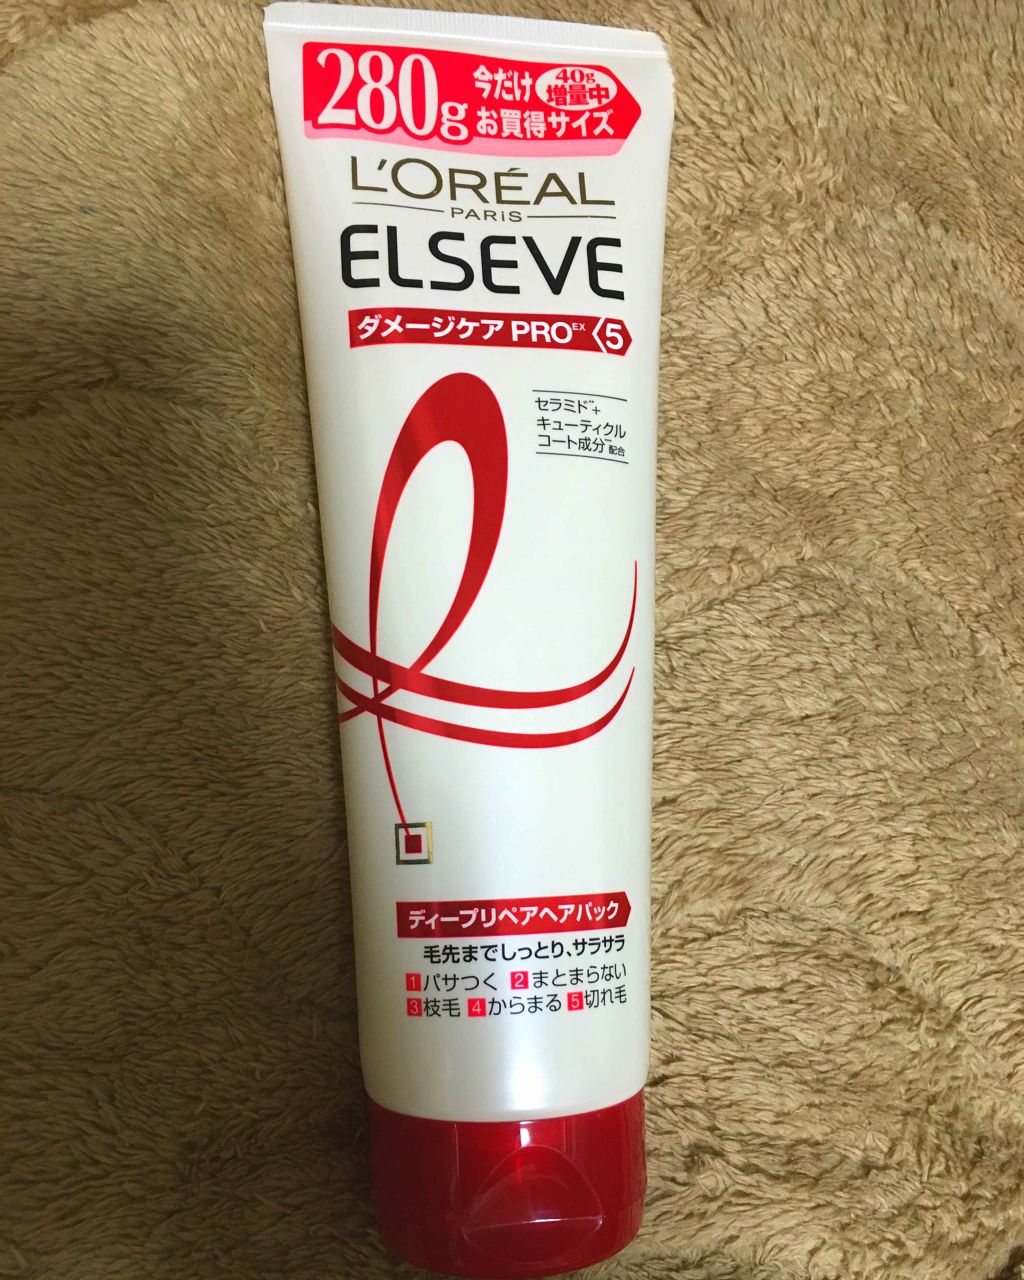 280g 今だけ 40g増量中
お買得サイズ
L'ORÉAL
PARiS
ELSEVE
ダメージケア PRO EX 5
セラミド*+
キューティクル
コート成分** 配合
ディープリペアヘアパック
毛先までしっとり、サラサラ
1 パサつく 2 まとまらない
3 枝毛 4 からまる 5 切れ毛